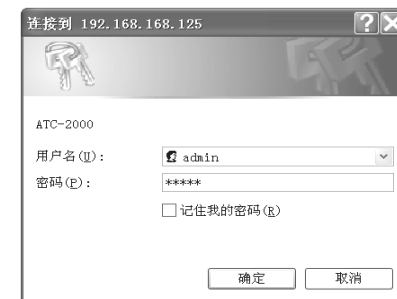 连接到 192.168.168.125
ATC-2000
用户名(U): admin
密码(P): *****
记住我的密码(R)
确定 取消